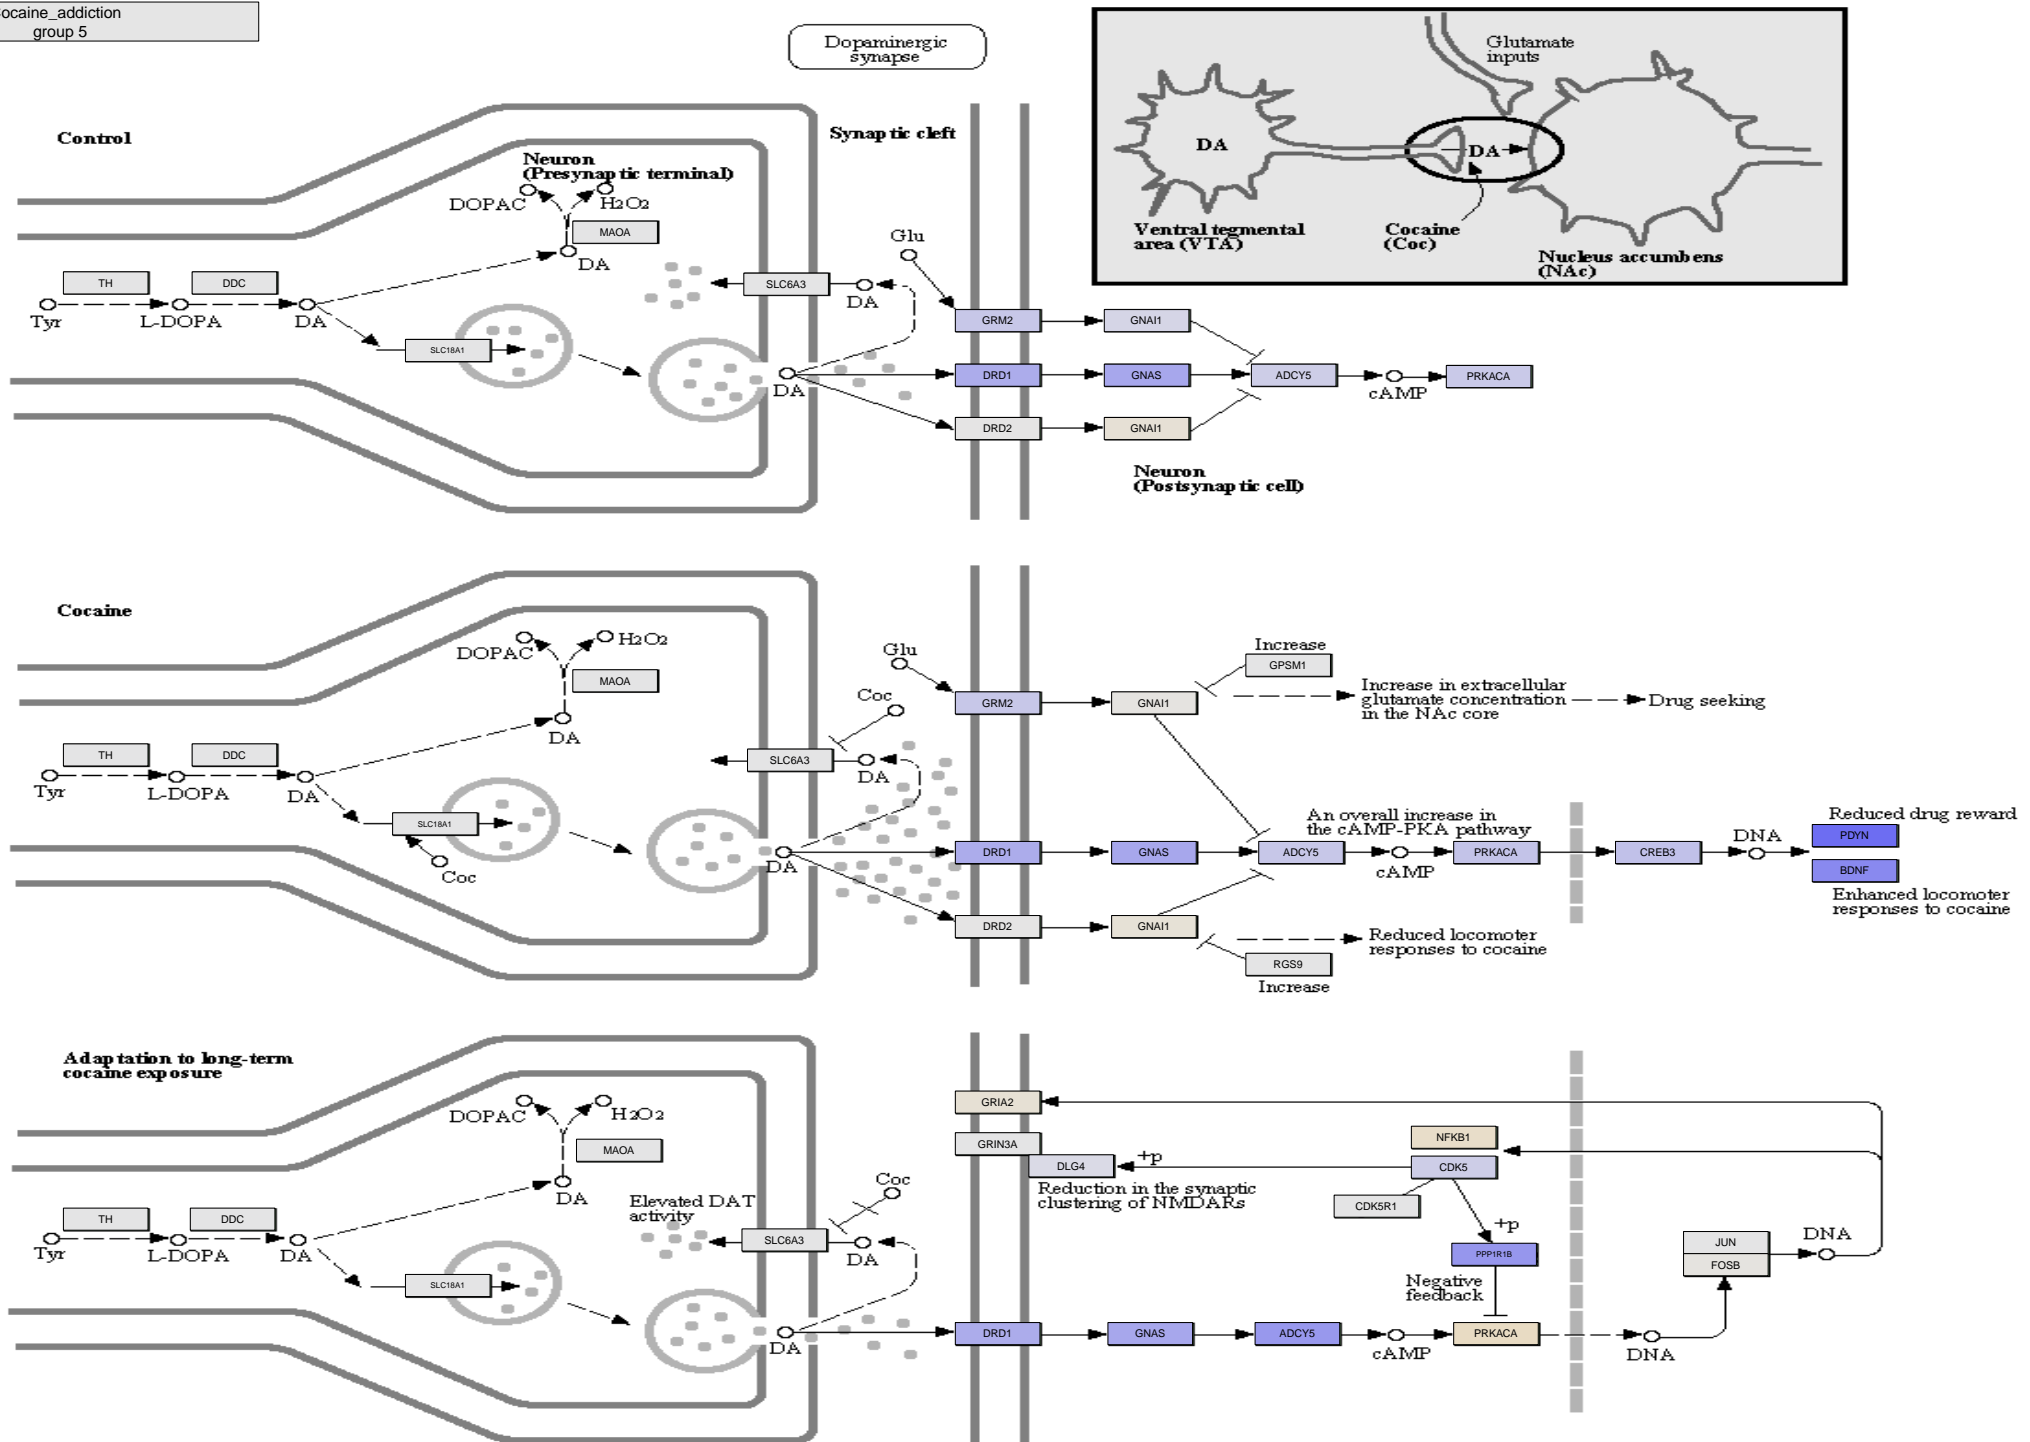 Cocaine_addiction
group 5
Dopaminergic
synapse
Glutamate
inputs
DA
DA
Ventral tegmental
area (VTA)
Cocaine
(Coc)
Nucleus accumbens
(NAc)
Control
Synaptic cleft
Neuron
(Presynaptic terminal)
DOPAC
H2O2
MAOA
DA
Glu
TH
DDC
SLC6A3
DA
Tyr
L-DOPA
DA
GRM2
GNAI1
SLC18A1
DA
DRD1
GNAS
ADCY5
cAMP
PRKACA
DRD2
GNAI1
Neuron
(Postsynaptic cell)
Cocaine
DOPAC
H2O2
MAOA
DA
Glu
Coc
Increase
GPSM1
GRM2
GNAI1
Increase in extracellular
glutamate concentration
in the NAc core
Drug seeking
TH
DDC
SLC6A3
DA
Tyr
L-DOPA
DA
SLC18A1
Coc
DA
An overall increase in
the cAMP-PKA pathway
DRD1
GNAS
ADCY5
cAMP
PRKACA
CREB3
DNA
Reduced drug reward
PDYN
BDNF
Enhanced locomoter
responses to cocaine
DRD2
GNAI1
Reduced locomoter
responses to cocaine
RGS9
Increase
Adaptation to long-term
cocaine exposure
DOPAC
H2O2
MAOA
DA
Elevated DAT
activity
Coc
TH
DDC
SLC6A3
DA
Tyr
L-DOPA
DA
SLC18A1
DA
GRIA2
GRIN3A
DLG4
+p
Reduction in the synaptic
clustering of NMDARs
NFKB1
CDK5
CDK5R1
+p
PPP1R1B
Negative
feedback
JUN
FOSB
DNA
DRD1
GNAS
ADCY5
cAMP
PRKACA
DNA